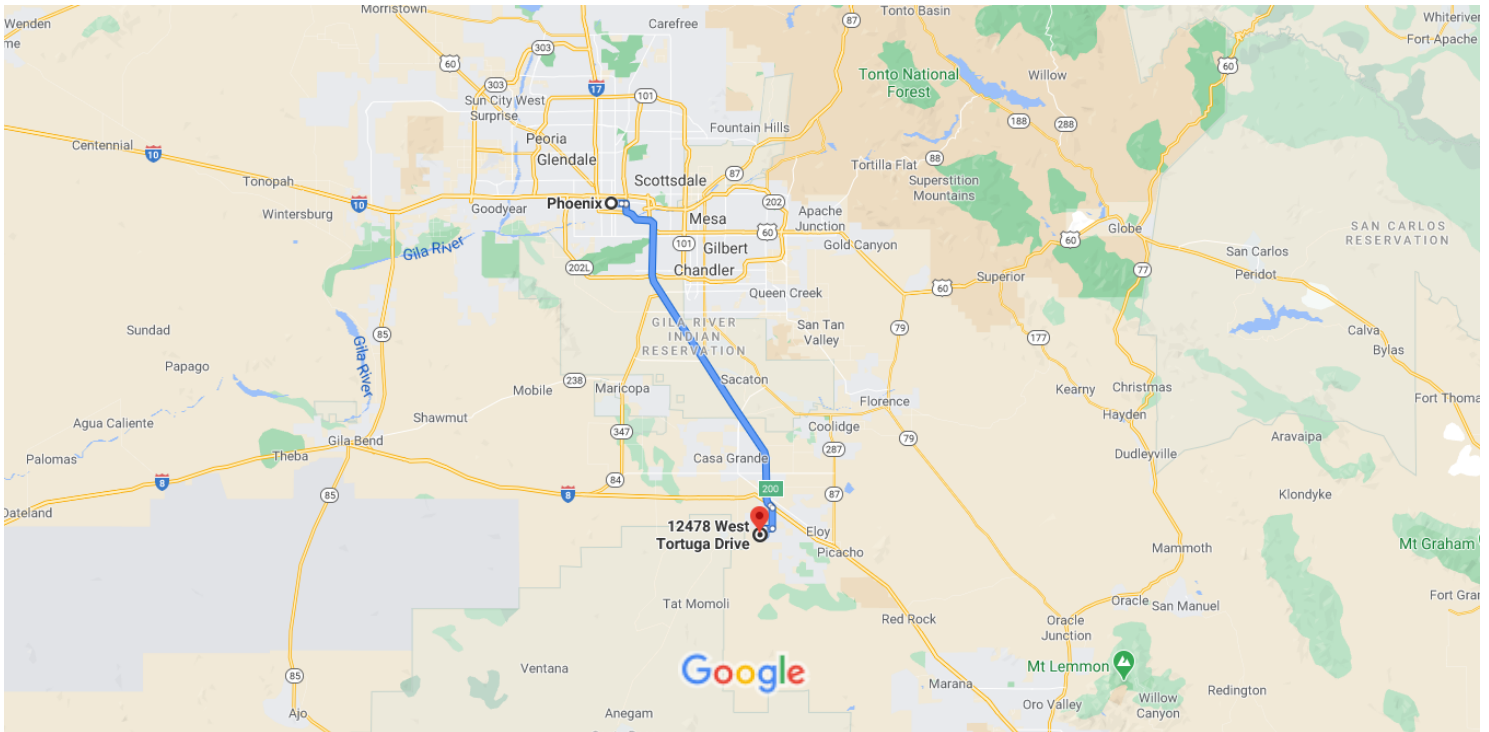 Morristown
Carefree
87
Tonto Basin
Whiteriver
Wenden
Fort Apache
303
60
60
Tonto National
Forest
Willow
303
17
101
Sun City West
Surprise
188
288
Fountain Hills
Peoria
Centennial
10
Glendale
Tortilla Flat
88
87
Tonopah
Scottsdale
Superstition
Mountains
Phoenix
10
Goodyear
202
Wintersburg
Mesa
Apache
Junction
Globe
SAN CARLOS
RESERVATION
60
101
Gilbert
Gold Canyon
60
San Carlos
Gila River
202L
Chandler
Superior
77
Peridot
60
Queen Creek
GILA RIVER
INDIAN
RESERVATION
San Tan
Valley
79
Sundad
85
177
Calva
Bylas
Gila River
Papago
Sacaton
238
Mobile
Maricopa
Kearny
Christmas
Florence
Fort Thoma
Shawmut
Hayden
Agua Caliente
Coolidge
347
Gila Bend
79
Aravaipa
Theba
287
Palomas
Casa Grande
Dudleyville
8
84
200
8
87
Klondyke
85
Dateland
12478 West
Tortuga Drive
Eloy
Picacho
Mammoth
Mt Graham
Tat Momoli
Oracle
San Manuel
Fort Gran
Red Rock
Oracle
Junction
Google
Ventana
Mt Lemmon
85
Marana
Redington
Oro Valley
Willow
Canyon
Ajo
Anegam